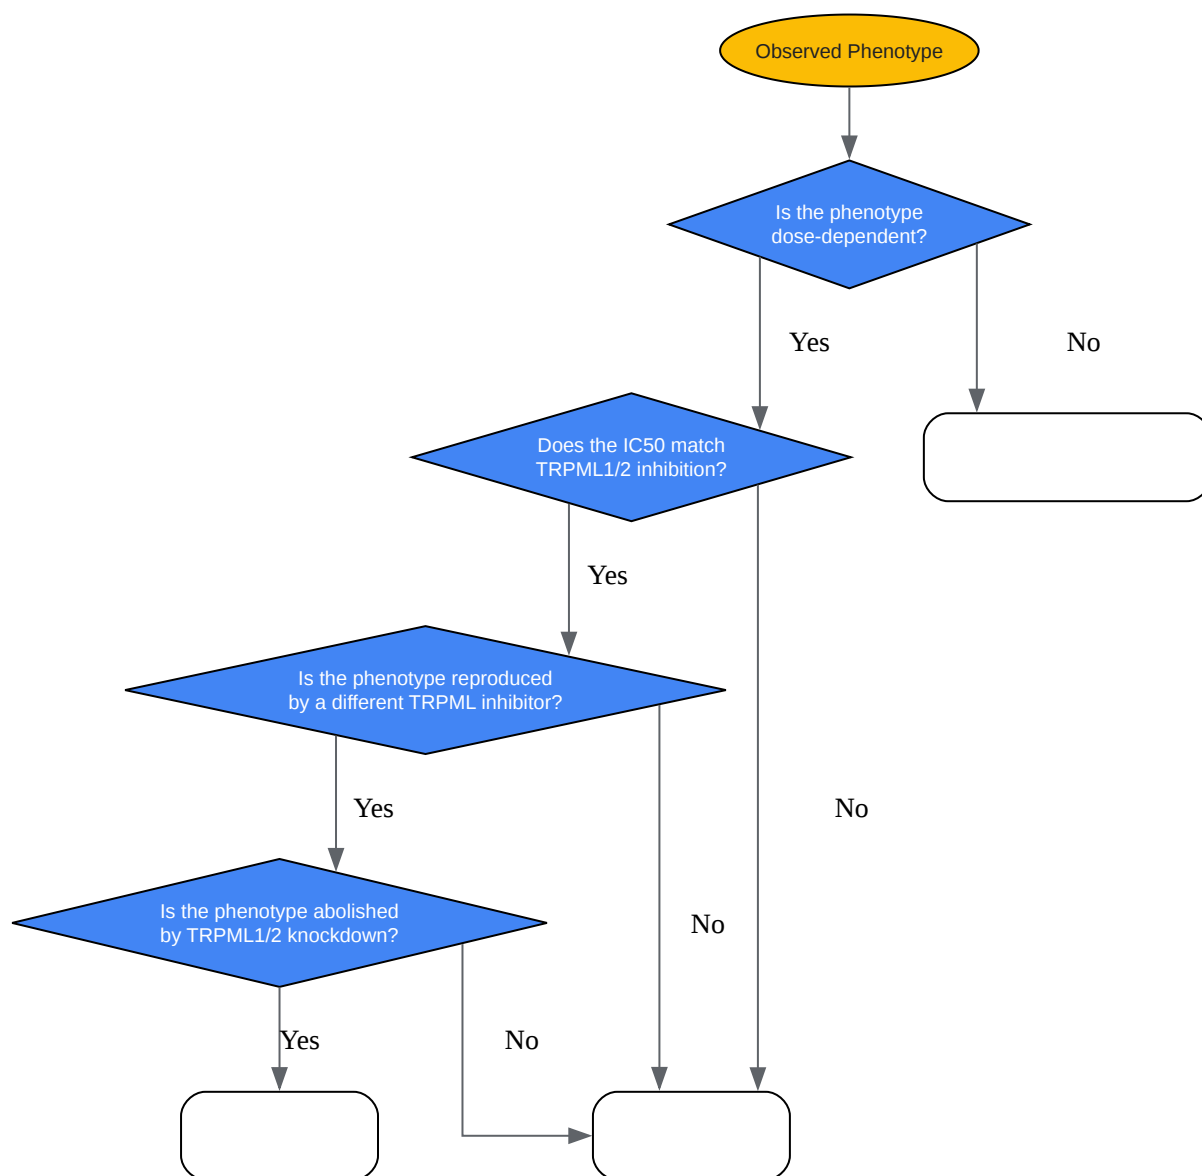 Observed Phenotype
Is the phenotype
dose-dependent?
Yes
No
Does the IC50 match
TRPML1/2 inhibition?
Yes
Is the phenotype reproduced
by a different TRPML inhibitor?
Yes
No
Is the phenotype abolished
by TRPML1/2 knockdown?
No
Yes
No